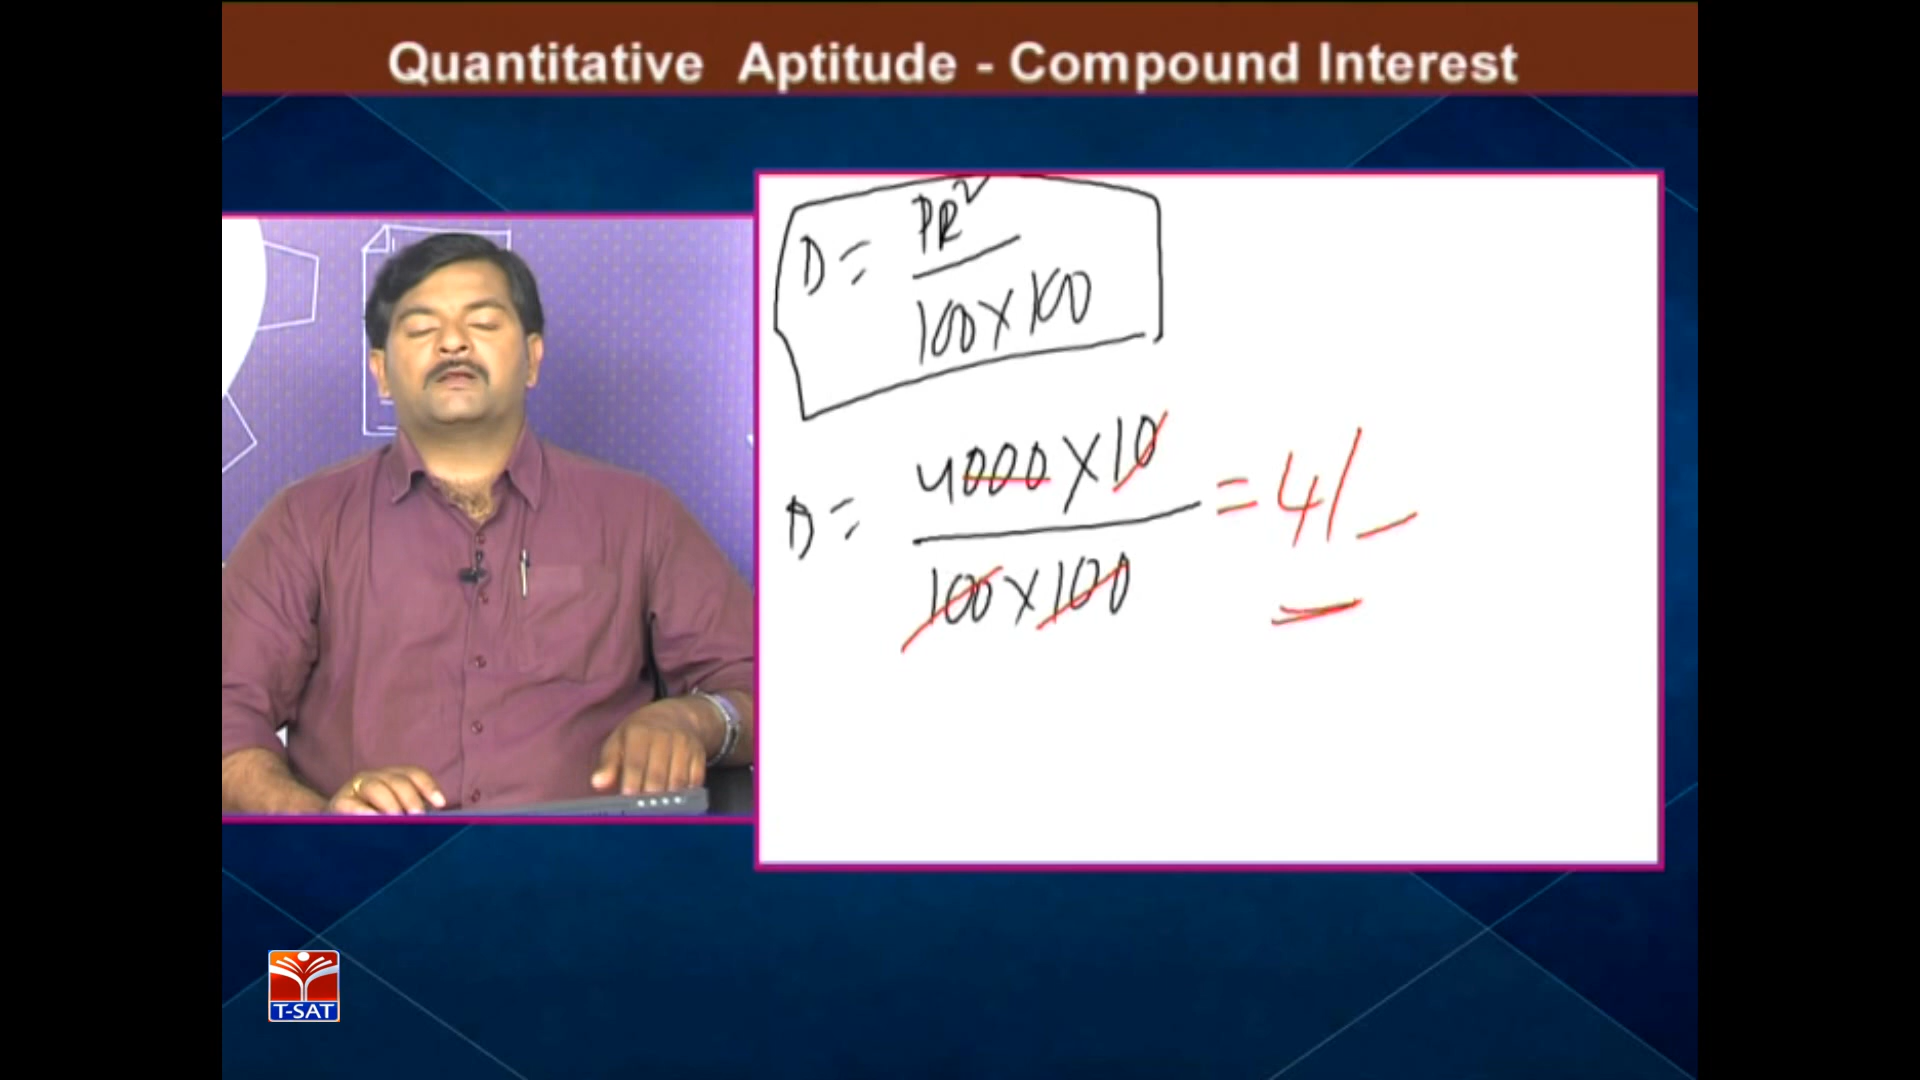 Quantitative Aptitude - Compound Interest
D = PR²
100 X 100
D = 4000 X 10 = 4/-
100 X 100
T-SAT